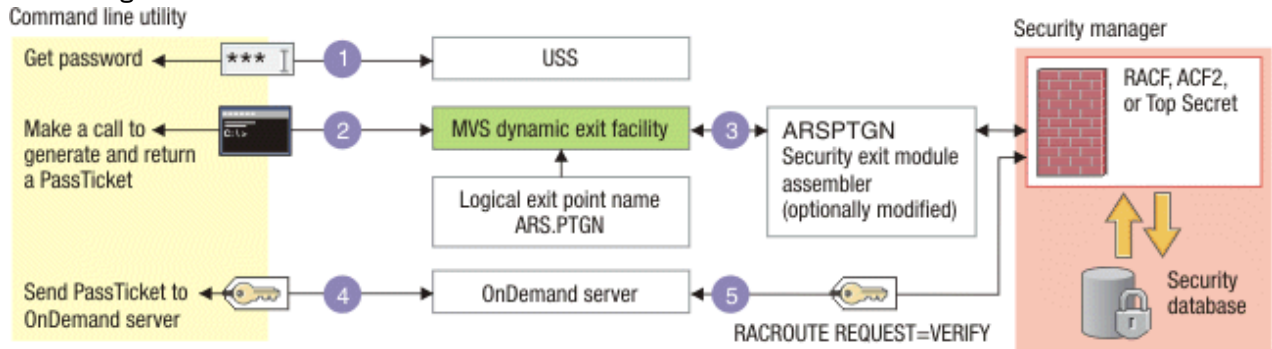 Command line utility
Get password
***
1
USS
Make a call to
generate and return
a PassTicket
C:\>
2
MVS dynamic exit facility
3
Logical exit point name
ARS.PTGN
ARSPTGN
Security exit module
assembler
(optionally modified)
Security manager
RACF, ACF2,
or Top Secret
Send PassTicket to
OnDemand server
4
OnDemand server
5
RACROUTE REQUEST=VERIFY
Security
database